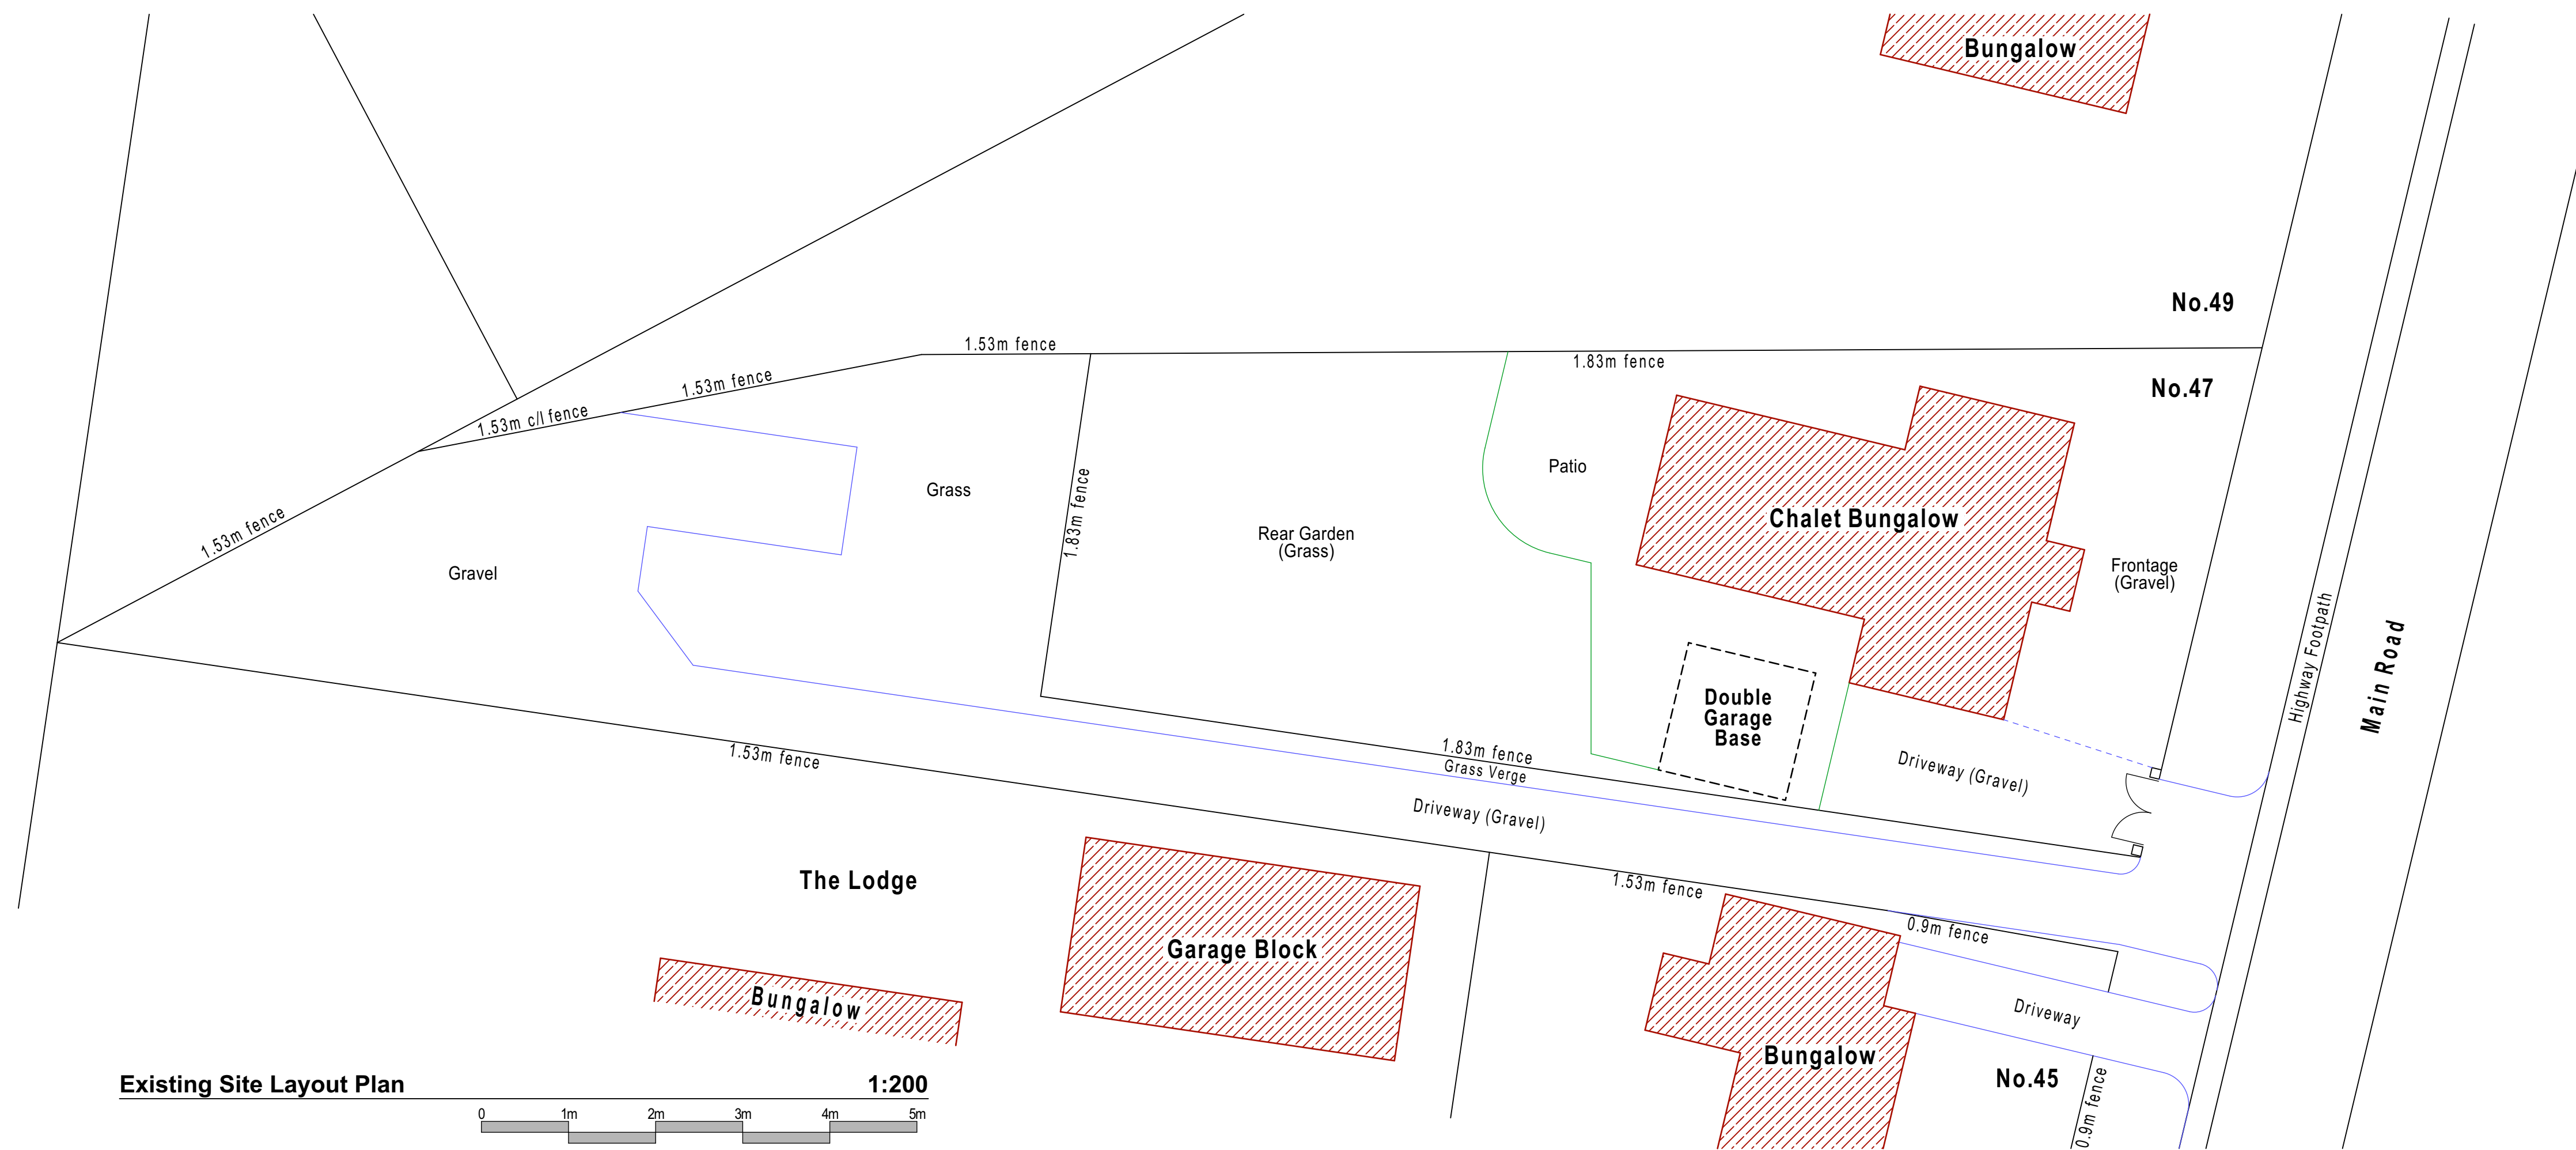 Bungalow
No.49
1.53m fence
1.83m fence
1.53m fence
No.47
1.53m c/l fence
Patio
Grass
1.83m fence
Chalet Bungalow
1.53m fence
Rear Garden
(Grass)
Frontage
(Gravel)
Gravel
Highway Footpath
Main Road
Double
Garage
Base
1.53m fence
1.83m fence
Grass Verge
Driveway (Gravel)
Driveway (Gravel)
The Lodge
1.53m fence
0.9m fence
Garage Block
Bungalow
Driveway
Bungalow
No.45
0.9m fence
Existing Site Layout Plan 1:200
0 1m 2m 3m 4m 5m